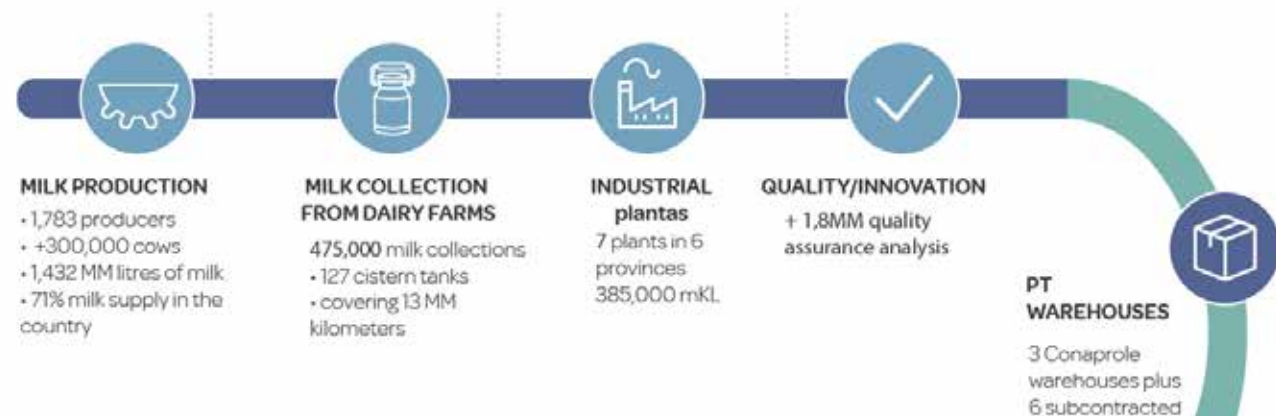 MILK PRODUCTION
• 1,783 producers
• +300,000 cows
• 1,432 MM litres of milk
• 71% milk supply in the
country
MILK COLLECTION
FROM DAIRY FARMS
475,000 milk collections
• 127 cistern tanks
• covering 13 MM
kilometers
INDUSTRIAL
plantas
7 plants in 6
provinces
385,000 mKL
QUALITY/INNOVATION
+ 1,8MM quality
assurance analysis
PT
WAREHOUSES
3 Conaprole
warehouses plus
6 subcontracted